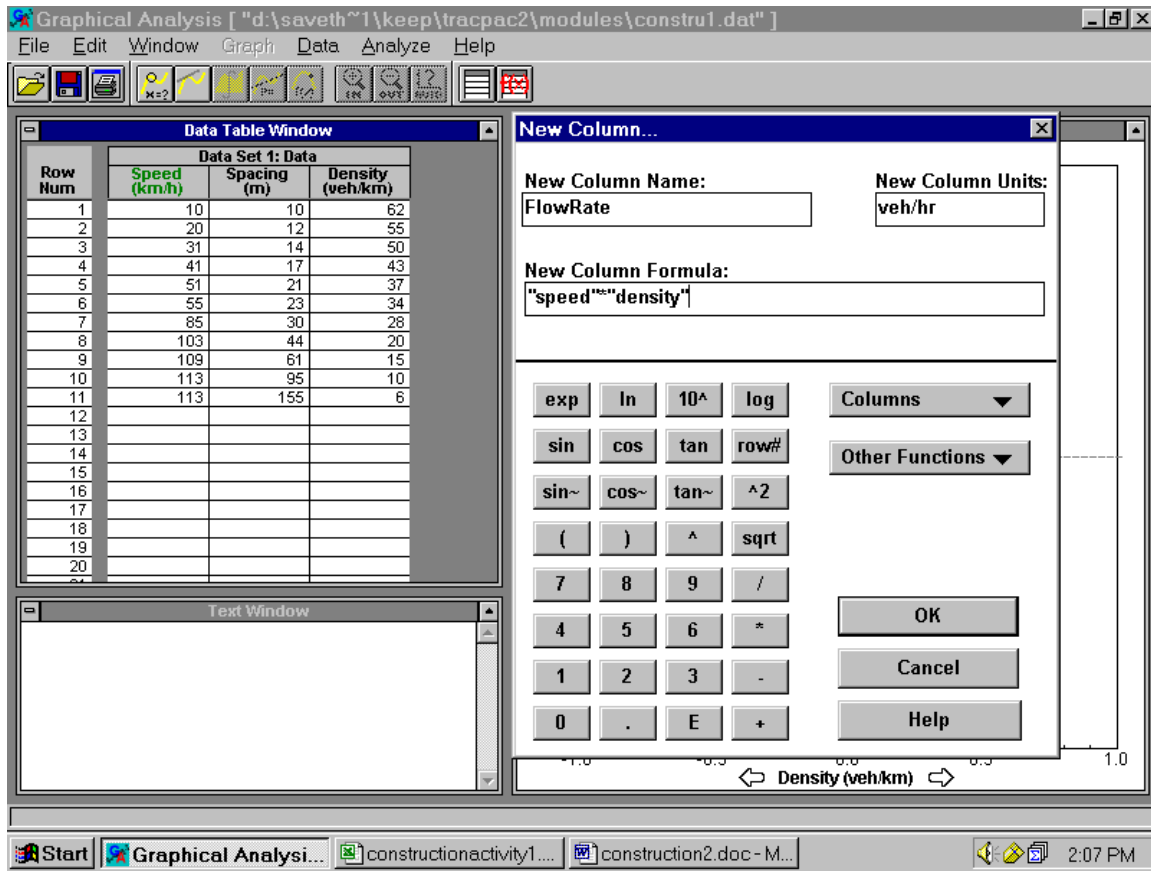 Graphical Analysis [ "d:\saveth~1\keep\tracpac2\modules\constru1.dat" ]
File Edit Window Graph Data Analyze Help
X=? IN OUT
Data Table Window
Data Set 1: Data
Row Num Speed (km/h) Spacing (m) Density (veh/km)
1 10 10 62
2 20 12 55
3 31 14 50
4 41 17 43
5 51 21 37
6 55 23 34
7 85 30 28
8 103 44 20
9 109 61 15
10 113 95 10
11 113 155 6
12
13
14
15
16
17
18
19
20
Text Window
New Column...
New Column Name: New Column Units:
FlowRate veh/hr
New Column Formula:
"speed"*"density"
exp ln 10^ log Columns
sin cos tan row# Other Functions
sin~ cos~ tan~ ^2
( ) ^ sqrt
7 8 9 /
4 5 6 * OK
1 2 3 - Cancel
0 . E + Help
1.0
Density (veh/km)
Start Graphical Analysi... constructionactivity1.... construction2.doc - M... 2:07 PM